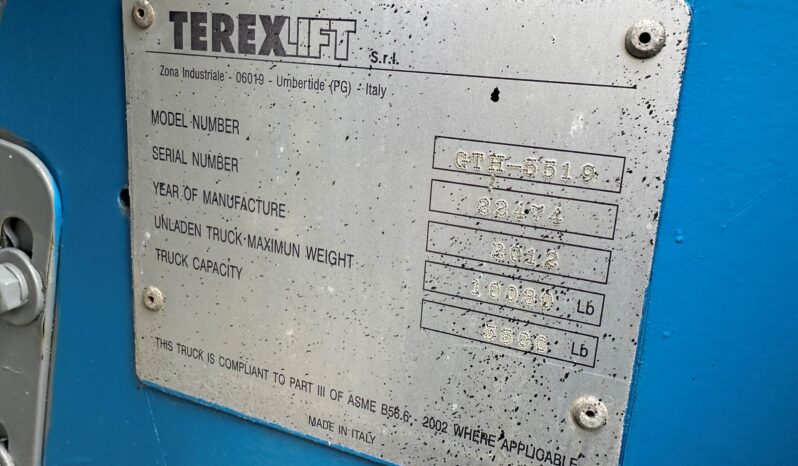 TEREXLIFT S.r.l.
Zona Industriale - 06019 - Umbertide (PG) - Italy
MODEL NUMBER GTH-5519
SERIAL NUMBER 22474
YEAR OF MANUFACTURE 2012
UNLADEN TRUCK MAXIMUN WEIGHT Lb
TRUCK CAPACITY Lb
THIS TRUCK IS COMPLIANT TO PART III OF ASME B56.6, 2002 WHERE APPLICABLE
MADE IN ITALY